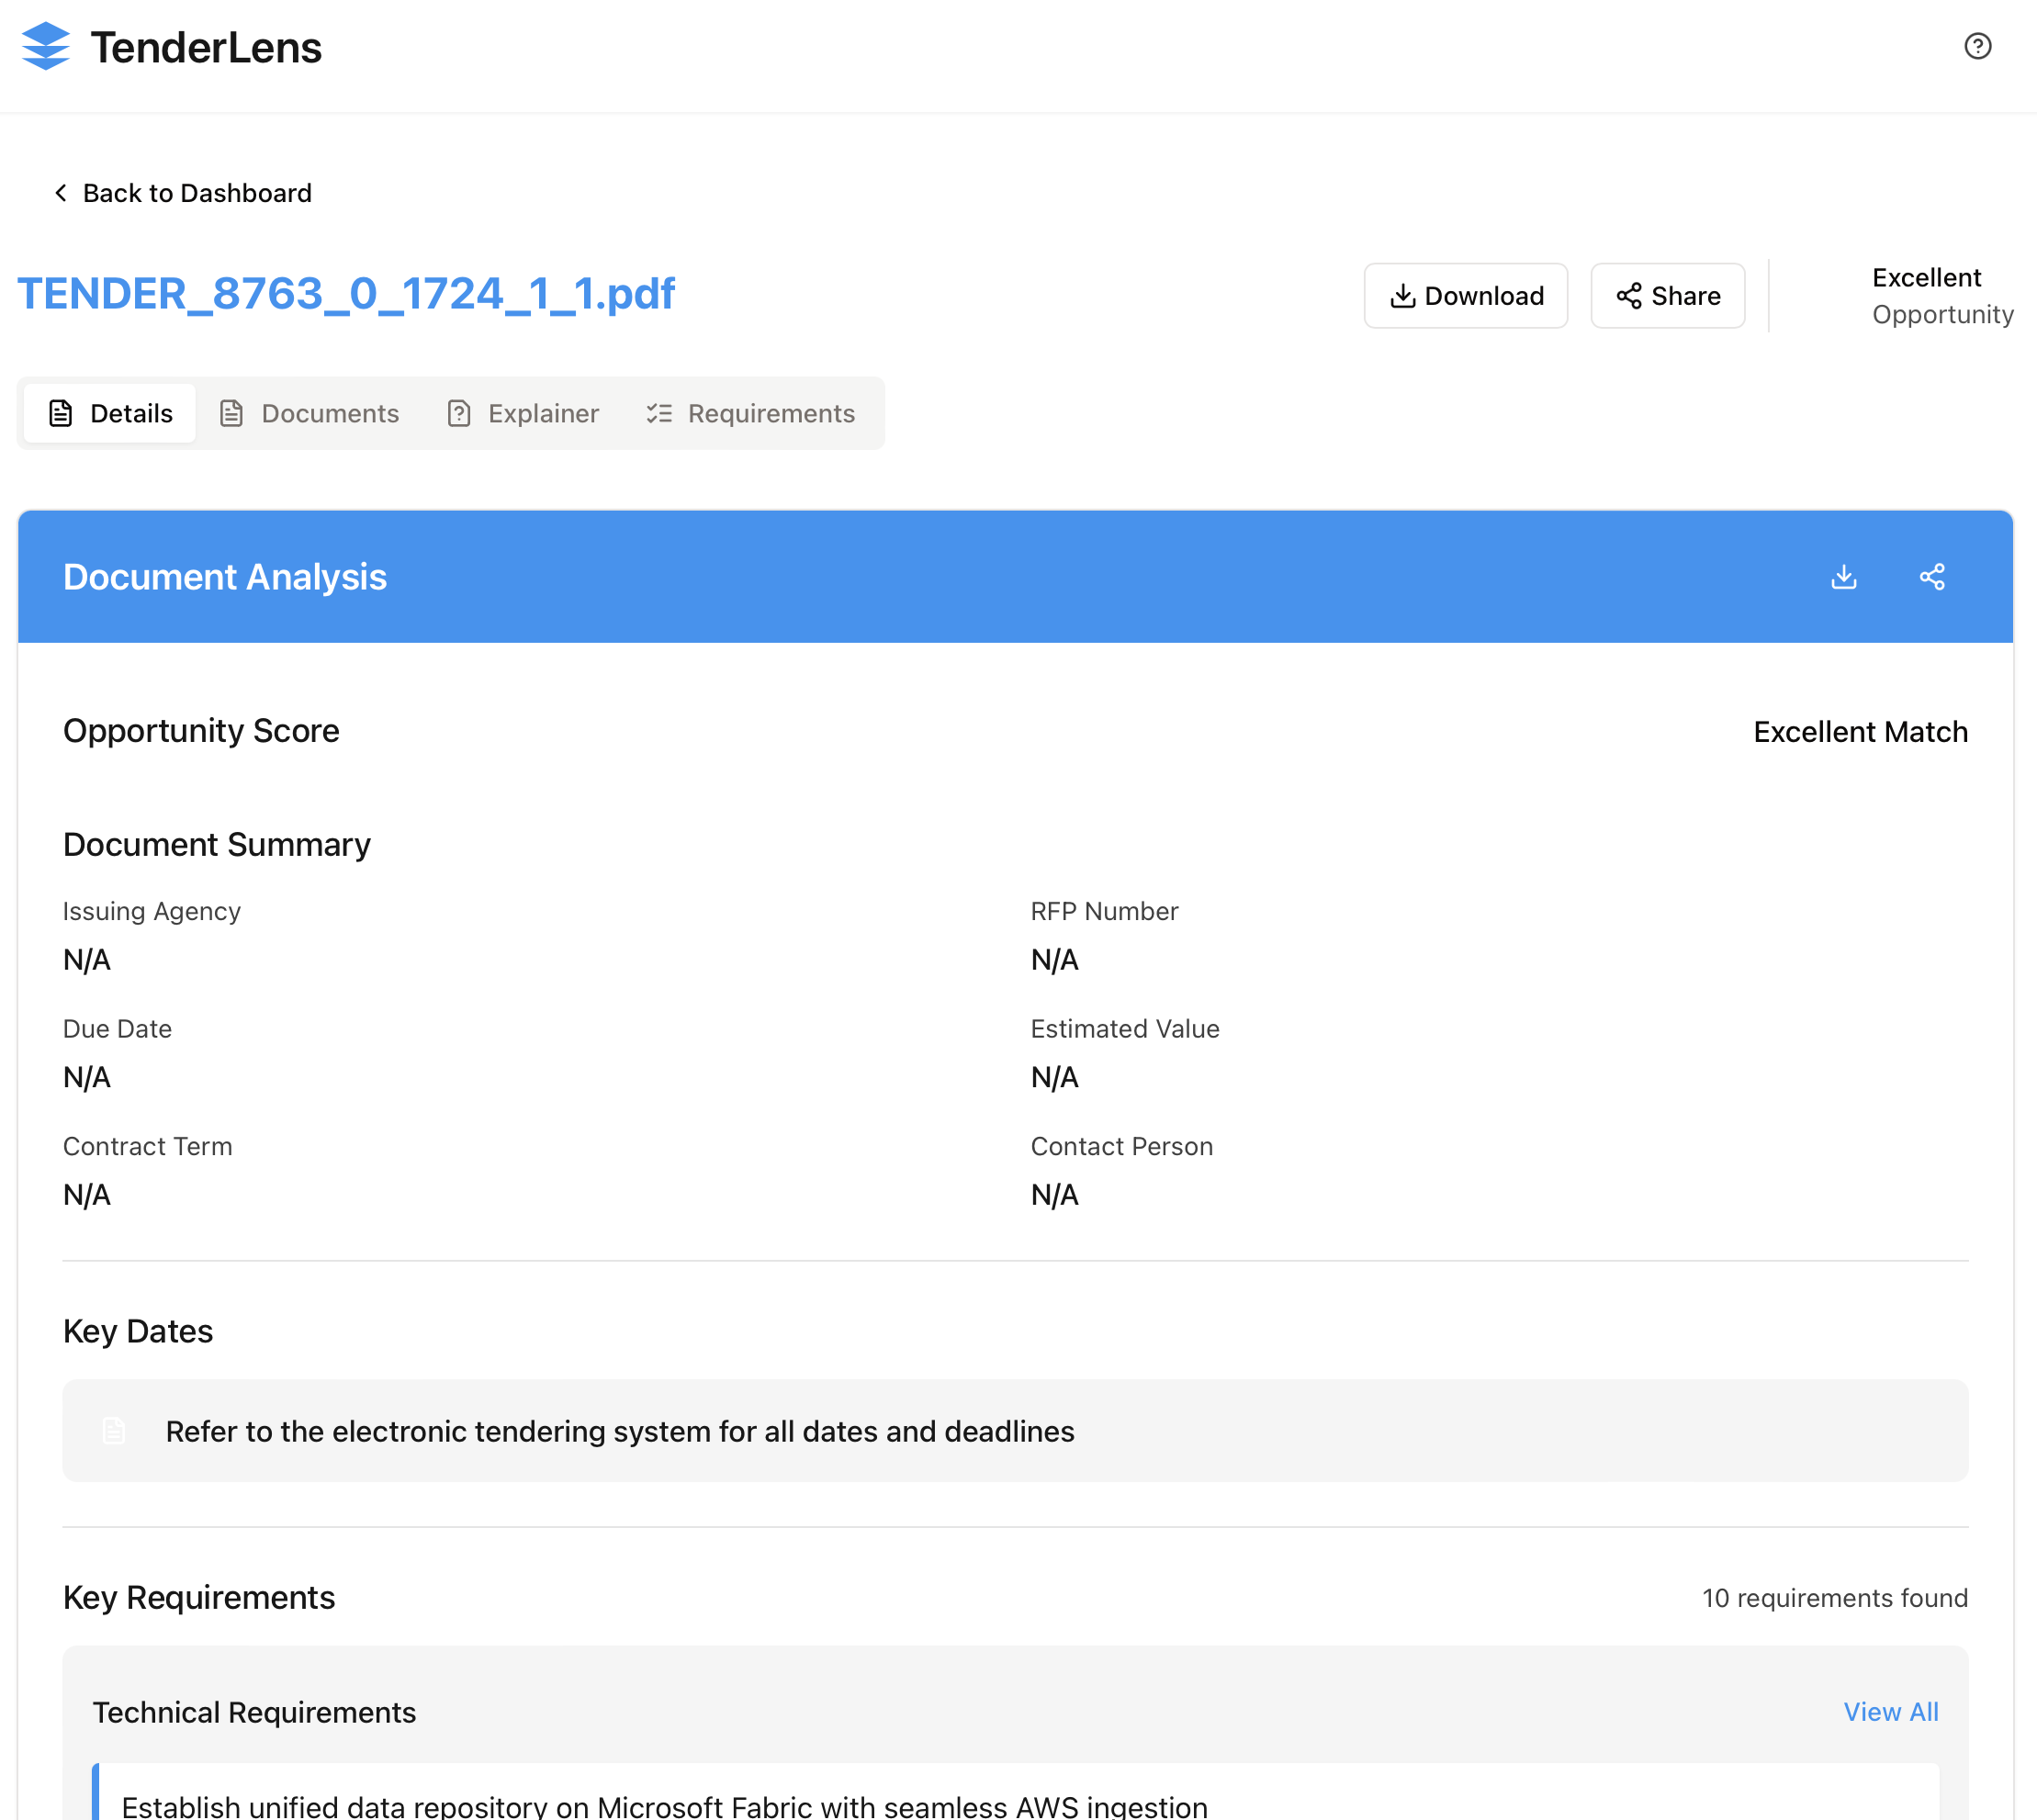 TenderLens
Back to Dashboard
TENDER_8763_0_1724_1_1.pdf
Download
Share
Excellent
Opportunity
Details
Documents
Explainer
Requirements
Document Analysis
Opportunity Score
Excellent Match
Document Summary
Issuing Agency
N/A
RFP Number
N/A
Due Date
N/A
Estimated Value
N/A
Contract Term
N/A
Contact Person
N/A
Key Dates
Refer to the electronic tendering system for all dates and deadlines
Key Requirements
10 requirements found
Technical Requirements
View All
Establish unified data repository on Microsoft Fabric with seamless AWS ingestion